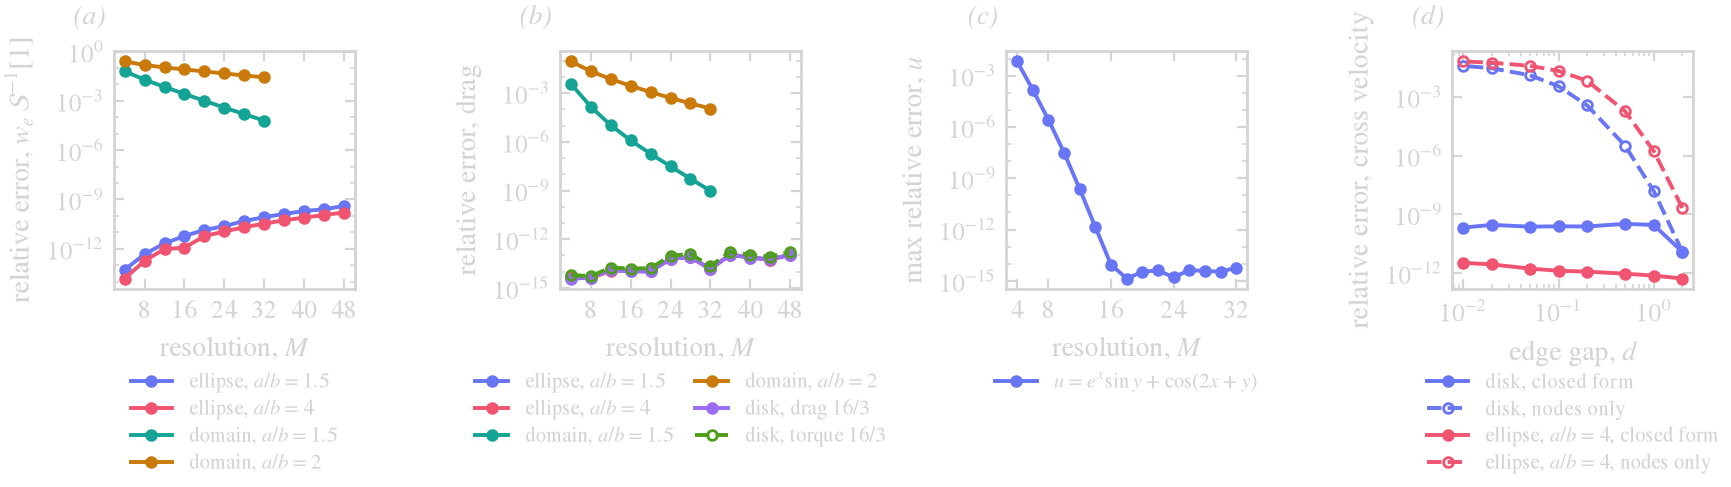 (a)
(b)
(c)
(d)
relative error, wₑ S⁻¹[1]
10⁰
10⁻³
10⁻⁶
10⁻⁹
10⁻¹²
8 16 24 32 40 48
resolution, M
ellipse, a/b = 1.5
ellipse, a/b = 4
domain, a/b = 1.5
domain, a/b = 2
relative error, drag
10⁻³
10⁻⁶
10⁻⁹
10⁻¹²
10⁻¹⁵
8 16 24 32 40 48
resolution, M
ellipse, a/b = 1.5
ellipse, a/b = 4
domain, a/b = 1.5
domain, a/b = 2
disk, drag 16/3
disk, torque 16/3
max relative error, u
10⁻³
10⁻⁶
10⁻⁹
10⁻¹²
10⁻¹⁵
4 8 16 24 32
resolution, M
u = eˣ sin y + cos(2x + y)
relative error, cross velocity
10⁻³
10⁻⁶
10⁻⁹
10⁻¹²
10⁻² 10⁻¹ 10⁰
edge gap, d
disk, closed form
disk, nodes only
ellipse, a/b = 4, closed form
ellipse, a/b = 4, nodes only